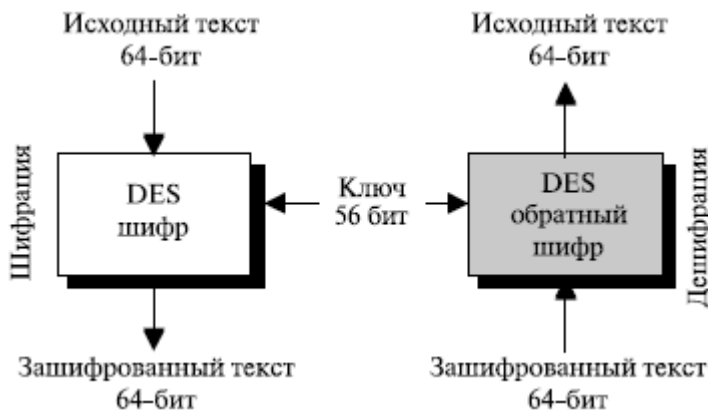 Исходный текст
64-бит
Шифрация
DES
шифр
Зашифрованный текст
64-бит
Ключ
56 бит
Исходный текст
64-бит
DES
обратный
шифр
Дешифрация
Зашифрованный текст
64-бит